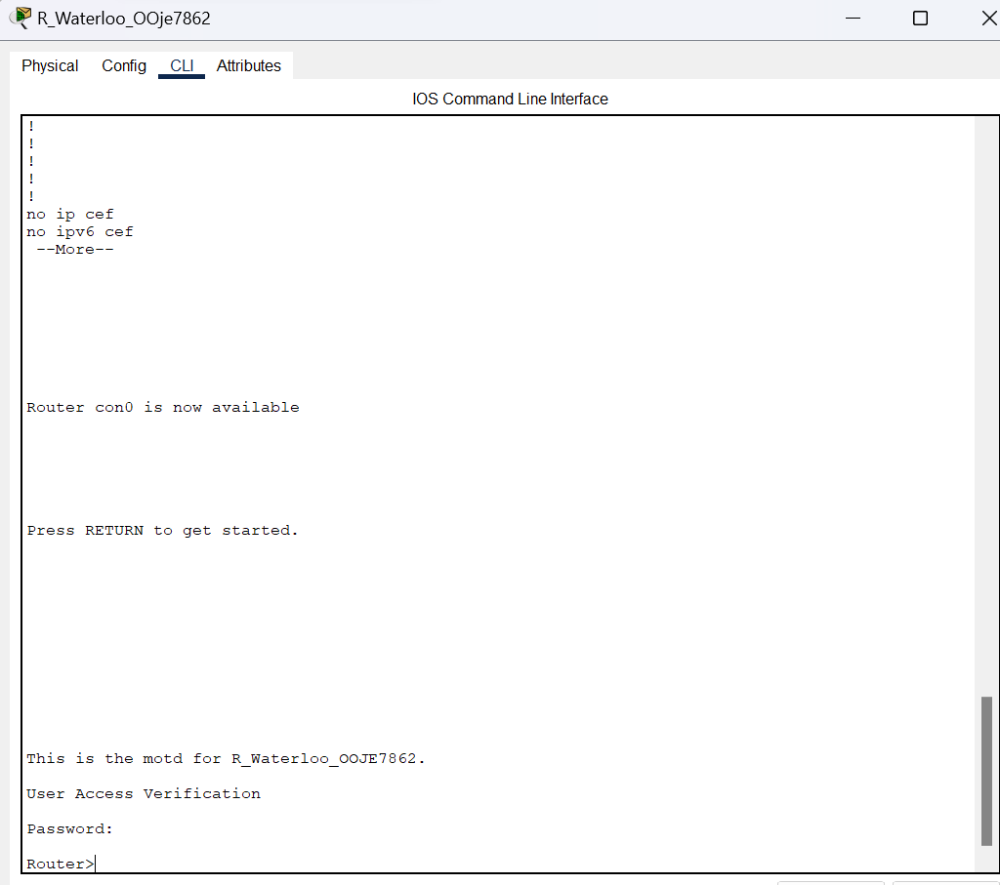 R_Waterloo_OOje7862
Physical Config CLI Attributes
IOS Command Line Interface
!
!
!
!
!
no ip cef
no ipv6 cef
--More--
Router con0 is now available
Press RETURN to get started.
This is the motd for R_Waterloo_OOJE7862.
User Access Verification
Password:
Router>